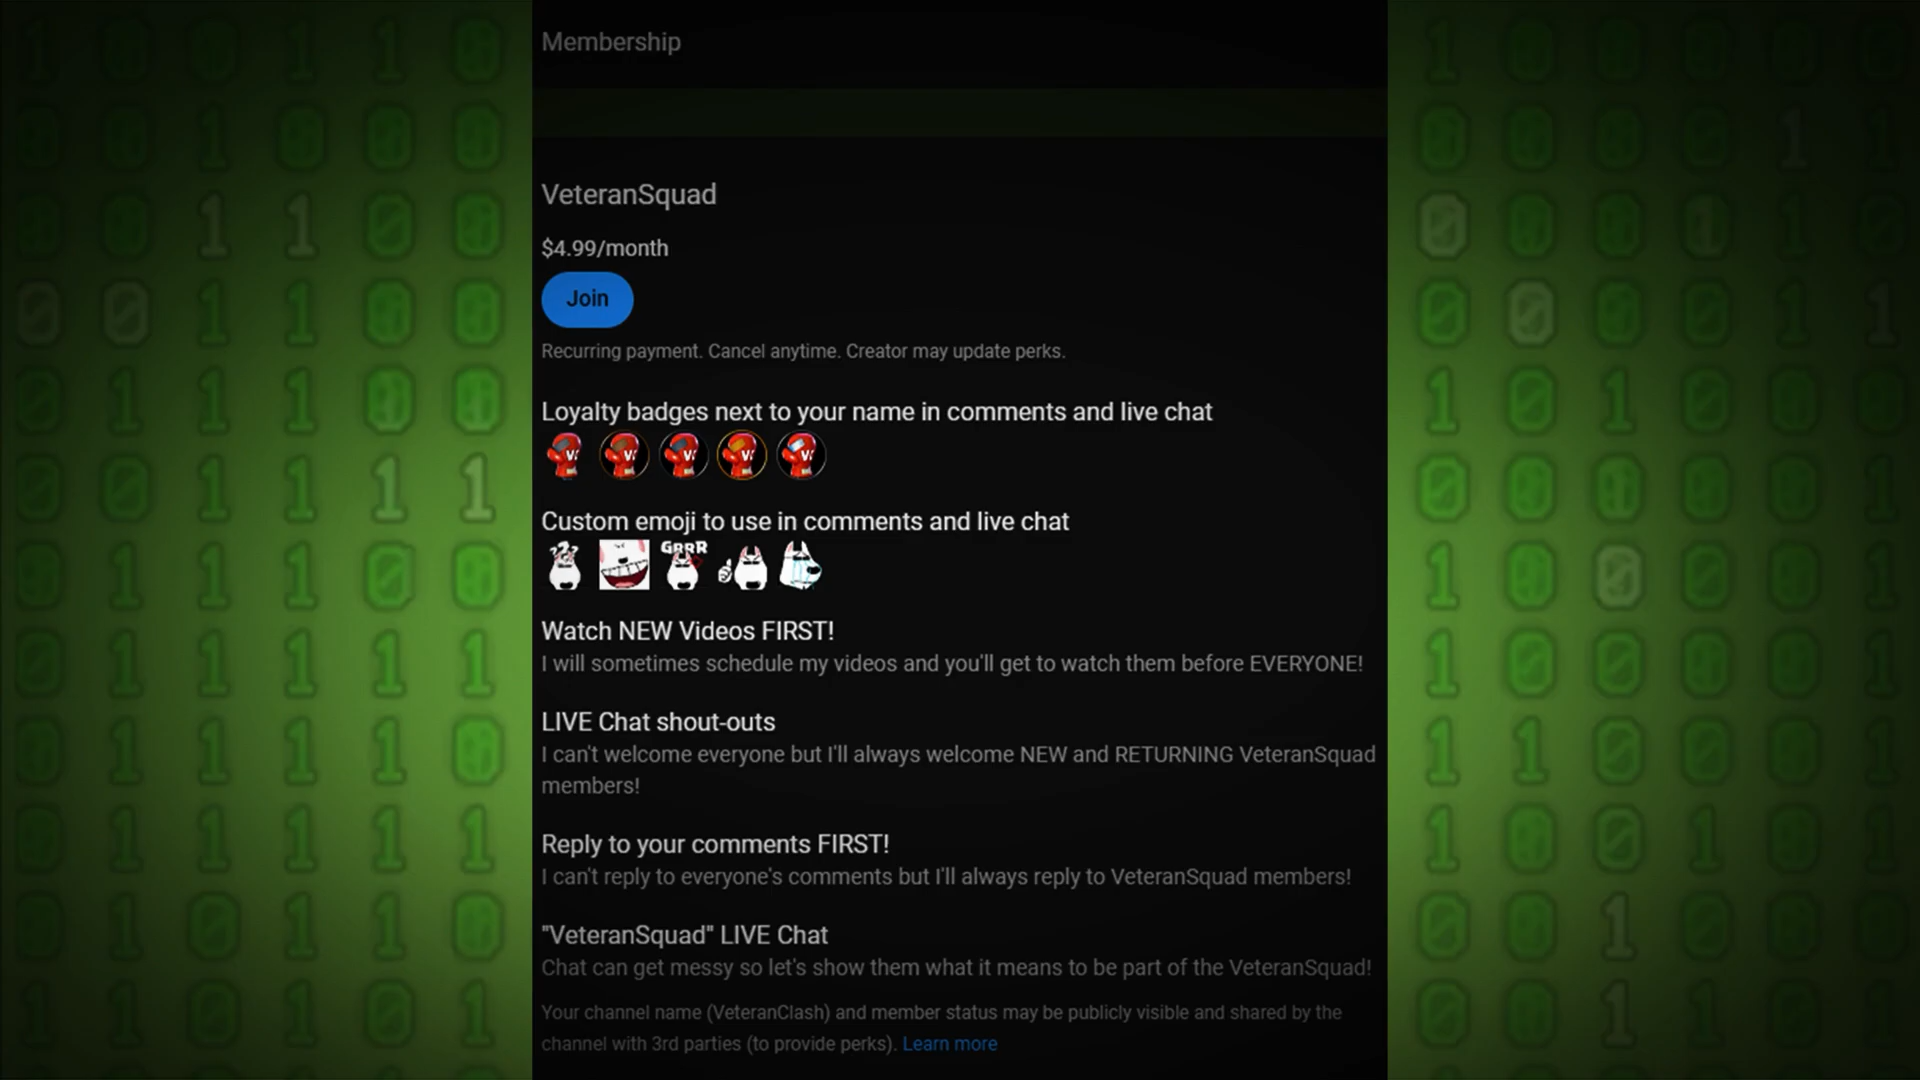 Membership
VeteranSquad
$4.99/month
Join
Recurring payment. Cancel anytime. Creator may update perks.
Loyalty badges next to your name in comments and live chat
Custom emoji to use in comments and live chat
GRRR
Watch NEW Videos FIRST!
I will sometimes schedule my videos and you'll get to watch them before EVERYONE!
LIVE Chat shout-outs
I can't welcome everyone but I'll always welcome NEW and RETURNING VeteranSquad
members!
Reply to your comments FIRST!
I can't reply to everyone's comments but I'll always reply to VeteranSquad members!
"VeteranSquad" LIVE Chat
Chat can get messy so let's show them what it means to be part of the VeteranSquad!
Your channel name (VeteranClash) and member status may be publicly visible and shared by the
channel with 3rd parties (to provide perks). Learn more